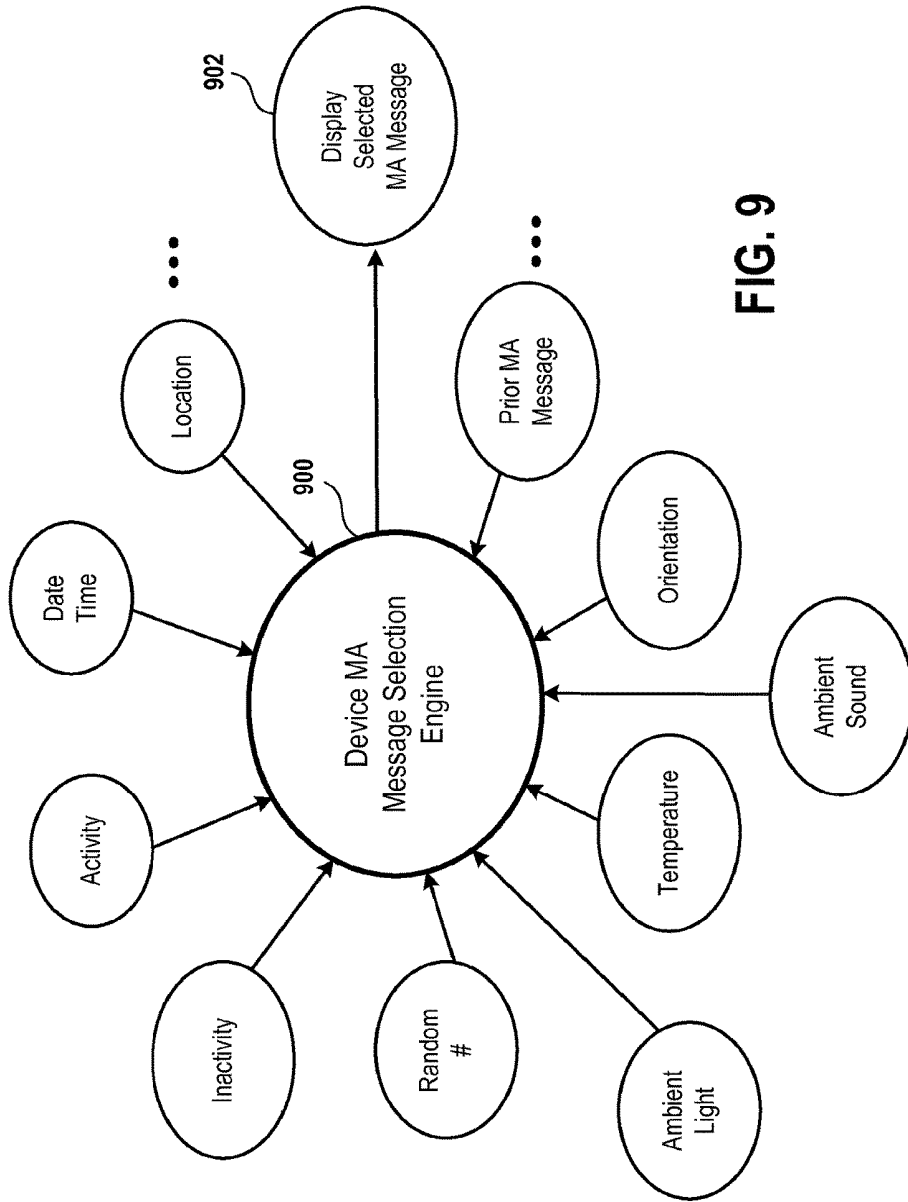 Date
Time
Activity
Location
Inactivity
902
900
Display
Selected
MA Message
Device MA
Message Selection
Engine
Random
#
Prior MA
Message
Ambient
Light
Temperature
Orientation
Ambient
Sound
FIG. 9